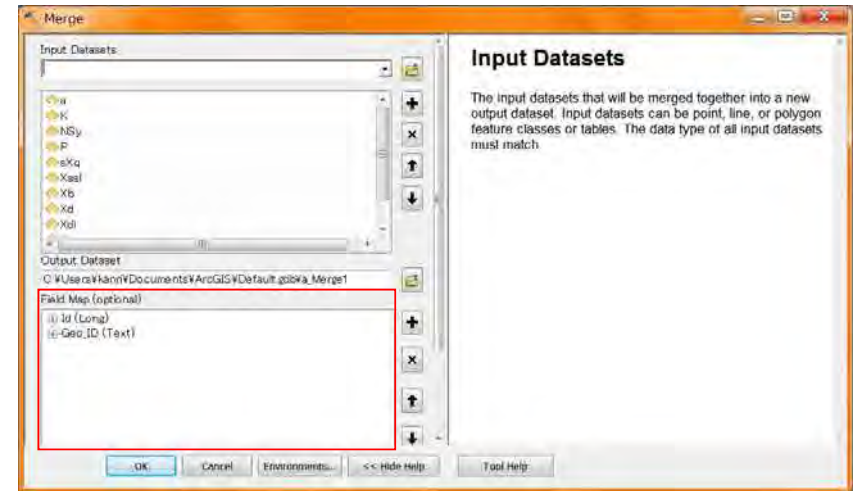 Merge
Input Datasets
a
K
NSy
P
sXq
Xaal
Xb
Xd
Xdi
Output Dataset
C:¥Users¥kann¥Documents¥ArcGIS¥Default.gdb¥a_Merge1
Field Map (optional)
Id (Long)
Geo_ID (Text)
OK
Cancel
Environments...
<< Hide Help
Input Datasets
The input datasets that will be merged together into a new
output dataset. Input datasets can be point, line, or polygon
feature classes or tables. The data type of all input datasets
must match.
Tool Help